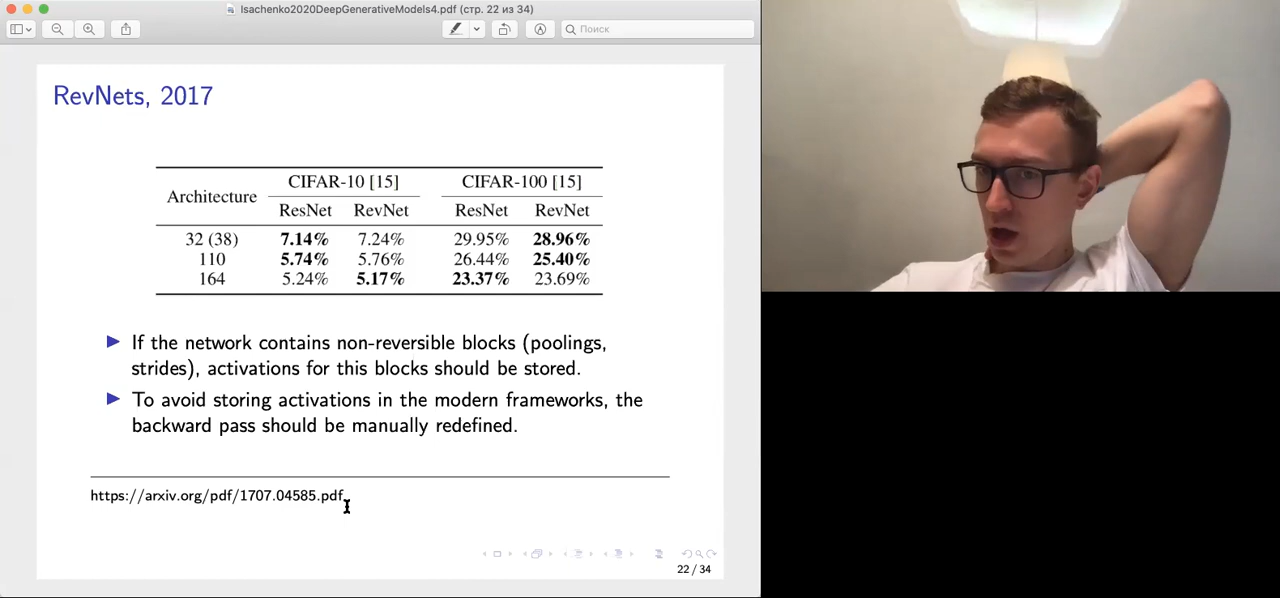 Isachenko2020DeepGenerativeModels4.pdf (стр. 22 из 34)
Поиск
RevNets, 2017
Architecture CIFAR-10 [15] CIFAR-100 [15]
ResNet RevNet ResNet RevNet
32 (38) 7.14% 7.24% 29.95% 28.96%
110 5.74% 5.76% 26.44% 25.40%
164 5.24% 5.17% 23.37% 23.69%
If the network contains non-reversible blocks (poolings,
strides), activations for this blocks should be stored.
To avoid storing activations in the modern frameworks, the
backward pass should be manually redefined.
https://arxiv.org/pdf/1707.04585.pdf
22 / 34